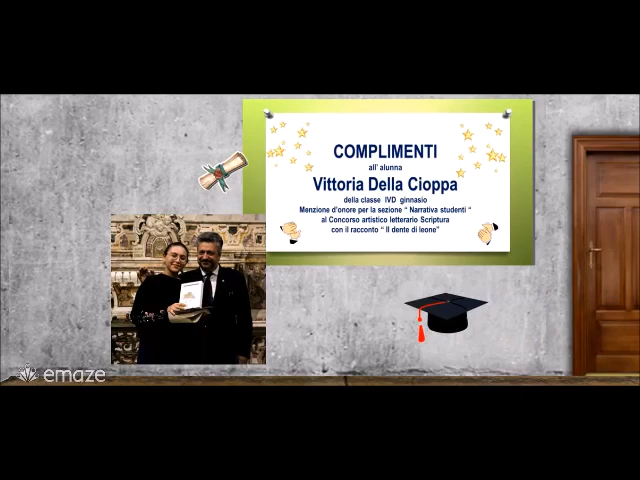 COMPLIMENTI
all' alunna
Vittoria Della Cioppa
della classe IVD ginnasio
Menzione d'onore per la sezione " Narrativa studenti "
al Concorso artistico letterario Scriptura
con il racconto " Il dente di leone"
emaze